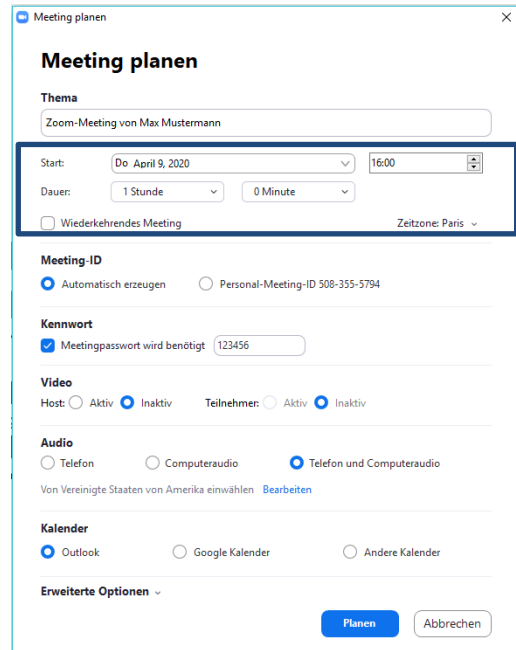 Meeting planen
Meeting planen
Thema
Zoom-Meeting von Max Mustermann
Start: Do April 9, 2020 16:00
Dauer: 1 Stunde 0 Minute
Wiederkehrendes Meeting Zeitzone: Paris
Meeting-ID
Automatisch erzeugen Personal-Meeting-ID 508-355-5794
Kennwort
Meetingpasswort wird benötigt 123456
Video
Host: Aktiv Inaktiv Teilnehmer: Aktiv Inaktiv
Audio
Telefon Computeraudio Telefon und Computeraudio
Von Vereinigte Staaten von Amerika einwählen Bearbeiten
Kalender
Outlook Google Kalender Andere Kalender
Erweiterte Optionen
Planen Abbrechen